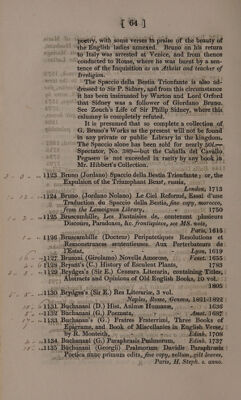 [ 64 ]
poetry, with some verses in praise of the beauty of
the English ladies annexed. Bruno on his return
to Italy was arrested at Venice, and from thence
conducted to Rome, where he was burnt by a sen-
tence of the Inquisition as an Atheist and teacher of
Irreligion.
The Spaccio della Bestia Trionfante is also ad-
dressed to Sir P. Sidney, and from this circumstance
it has been insinuated by Warton and Lord Orford
that Sidney was a follower of Giordano Bruno.
See Zouch's Life of Sir Philip Sidney, where this
calumny is completely refuted.
It is presumed that so complete a collection of
G. Bruno's Works as the present will not be found
in any private or public Library in the kingdom.
The Spaccio alone has been sold for nearly 50l.—
Spectator, No. 389—but the Caballa del Cavallo
Pegaseo is not exceeded in rarity by any book in
Mr. Hibbert's Collection.
1123 Bruno (Jordano) Spaccio della Bestia Trionfante; or, the
Expulsion of the Triumphant Beast, russia,
London, 1713
1124 Bruno (Jordano Nolano) Le Ciel Reformé, Essai d'une
Traduction du Spaccio della Bestia, fine copy, morocco,
from the Lamoignon Library, 1750
1125 Bruscambille, Les Fantaisies de, contenant plusieurs
Discours, Paradoxes, &c. frontispiece, see MS. note,
Paris, 1615
1126 Bruscambille (Docteur) Peripatetiques Resolutions et
Remonstrances sentencieuses. Aux Perturbateurs de
l'Estat, Lyon, 1619
1127 Brusoni (Girolamo) Novelle Amorose, Venet. 1655
1128 Bryant's (C.) History of Esculent Plants, 1783
1129 Brydges's (Sir E.) Censura Literaria, containing Titles,
Abstracts and Opinions of Old English Books, 10 vol.
1805
1130 Brydges's (Sir E.) Res Literariæ, 3 vol.
Naples, Rome, Geneva, 1821-1822
1131 Buchanani (D.) Hist. Animæ Humanæ, 1636
1132 Buchanani (G.) Poemata, Amst. 1687
1133 Buchanan's (G.) Fratres Fraterrimi, Three Books of
Epigrams, and Book of Miscellanies in English Verse,
by R. Monteith, Edinb. 1708
1134 Buchanani (G.) Paraphrasis Psalmorum, Edinb. 1737
1135 Buchanani (Georgii) Psalmorum Davidis Paraphrasis
Poetica nunc primum edita, fine copy, vellum, gilt leaves,
Paris, H. Steph. s. anno.